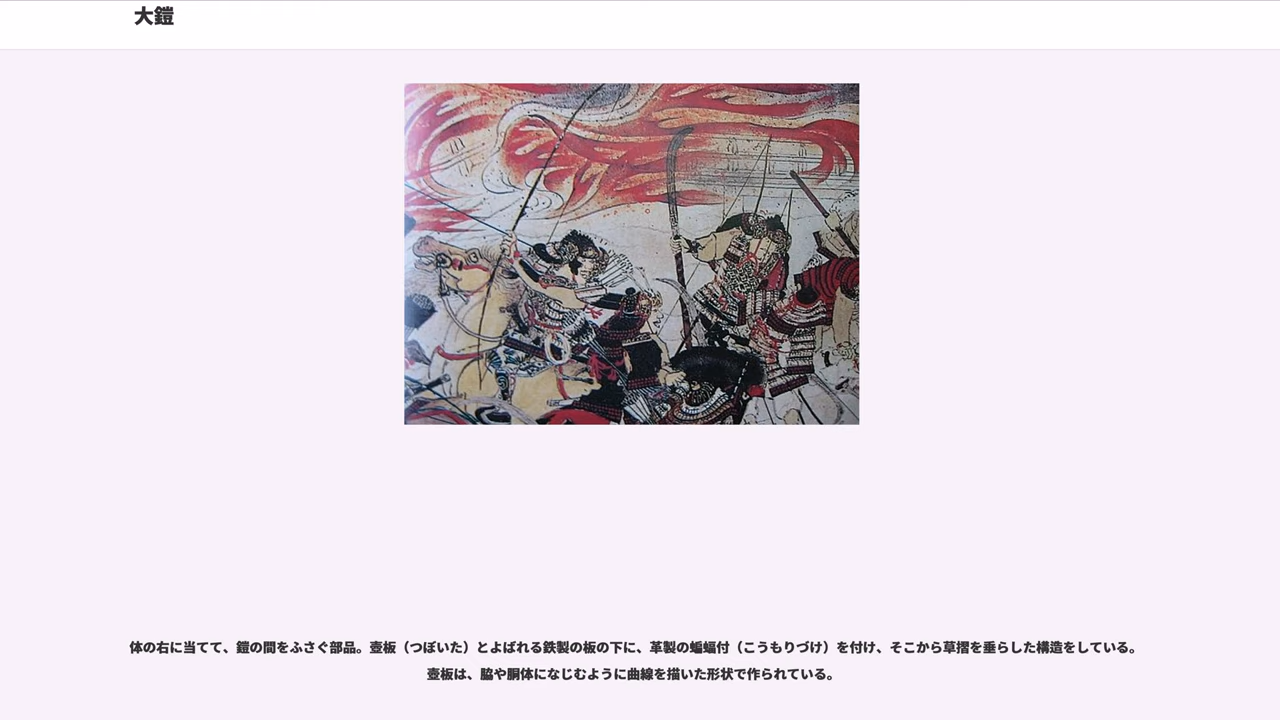 大鎧
体の右に当てて、鎧の間をふさぐ部品。壺板（つぼいた）とよばれる鉄製の板の下に、革製の蝙蝠付（こうもりづけ）を付け、そこから草摺を垂らした構造をしている。
壺板は、脇や胴体になじむように曲線を描いた形状で作られている。